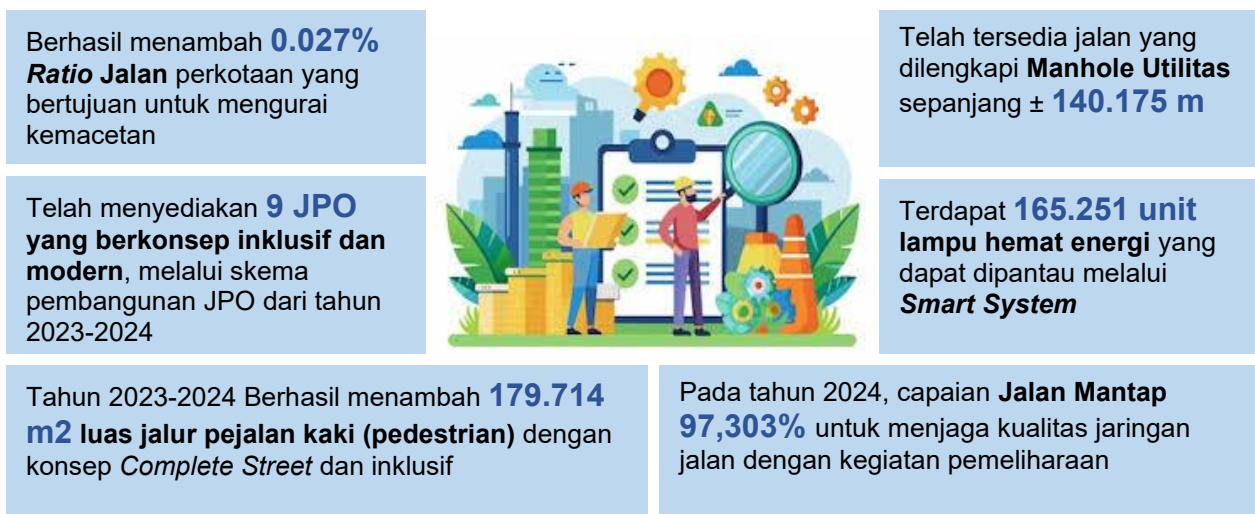 Berhasil menambah 0.027%
Ratio Jalan perkotaan yang
bertujuan untuk mengurai
kemacetan
Telah tersedia jalan yang
dilengkapi Manhole Utilitas
sepanjang ± 140.175 m
Telah menyediakan 9 JPO
yang berkonsep inklusif dan
modern, melalui skema
pembangunan JPO dari tahun
2023-2024
Terdapat 165.251 unit
lampu hemat energi yang
dapat dipantau melalui
Smart System
Tahun 2023-2024 Berhasil menambah 179.714
m2 luas jalur pejalan kaki (pedestrian) dengan
konsep Complete Street dan inklusif
Pada tahun 2024, capaian Jalan Mantap
97,303% untuk menjaga kualitas jaringan
jalan dengan kegiatan pemeliharaan